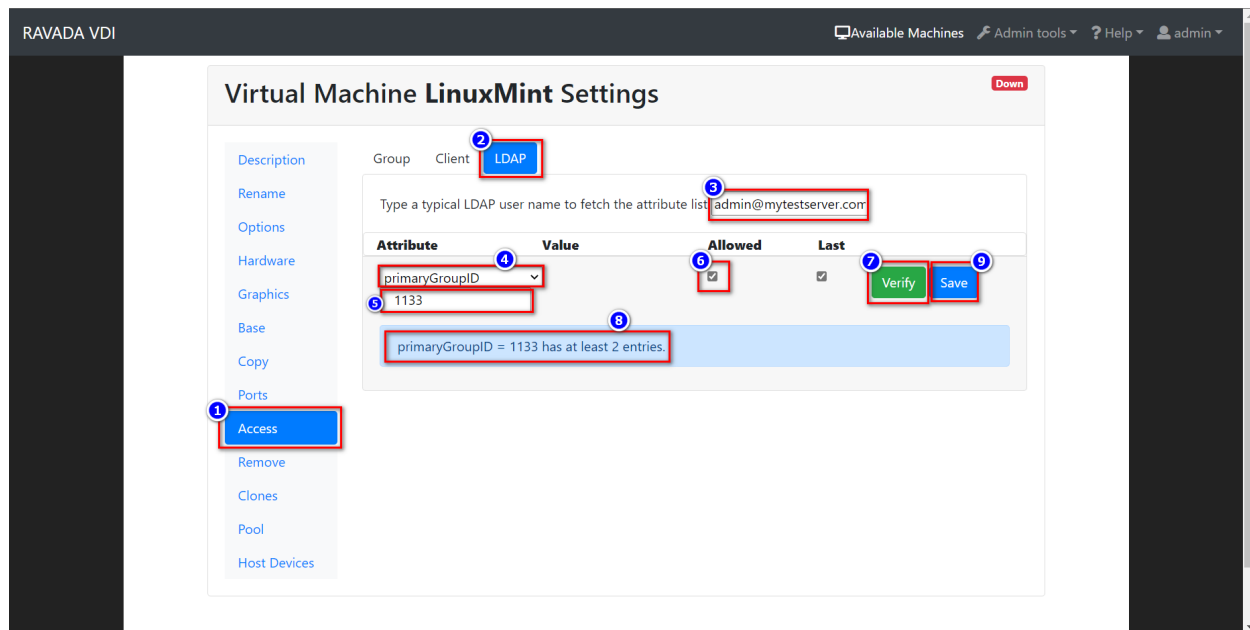 RAVADA VDI Available Machines Admin tools ? Help admin
Virtual Machine LinuxMint Settings Down
2
Group Client LDAP
Description
Rename
Options
Hardware
Graphics
Base
Copy
Ports
1
Access
Remove
Clones
Pool
Host Devices
3
Type a typical LDAP user name to fetch the attribute list admin@mytestserver.com
Attribute Value Allowed Last
4 6 7 9
primaryGroupID Verify Save
5 1133
8
primaryGroupID = 1133 has at least 2 entries.